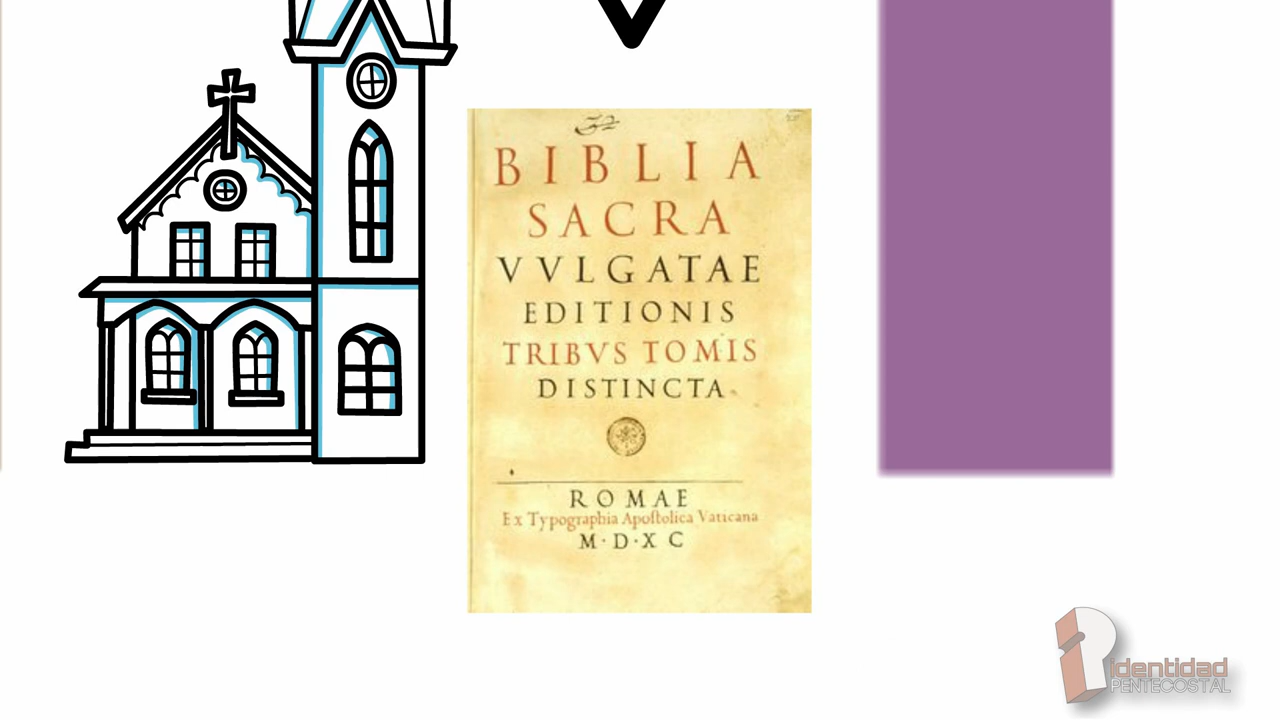 BIBLIA
SACRA
VVLGATAE
EDITIONIS
TRIBVS TOMIS
DISTINCTA
ROMAE
Ex Typographia Apoſtolica Vaticana
M·D·XC
identidad
PENTECOSTAL